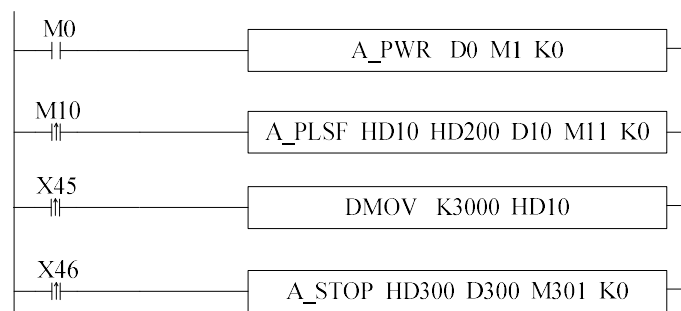 M0
A_PWR D0 M1 K0
M10
A_PLSF HD10 HD200 D10 M11 K0
X45
DMOV K3000 HD10
X46
A_STOP HD300 D300 M301 K0